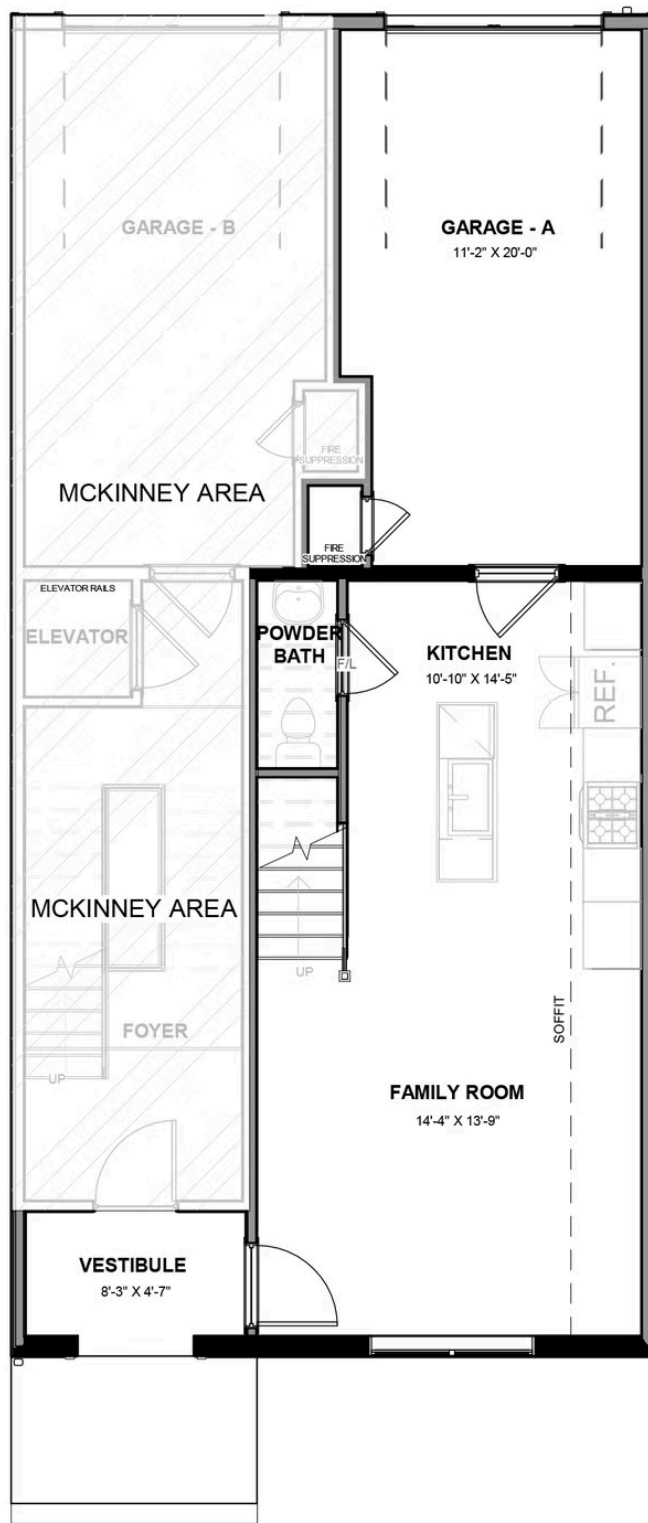 GARAGE - B
GARAGE - A
11'-2" X 20'-0"
FIRE
SUPPRESSION
MCKINNEY AREA
FIRE
SUPPRESSION
ELEVATOR RAILS
ELEVATOR
POWDER
BATH
F/L
KITCHEN
10'-10" X 14'-5"
REF.
MCKINNEY AREA
UP
SOFFIT
FOYER
UP
FAMILY ROOM
14'-4" X 13'-9"
VESTIBULE
8'-3" X 4'-7"